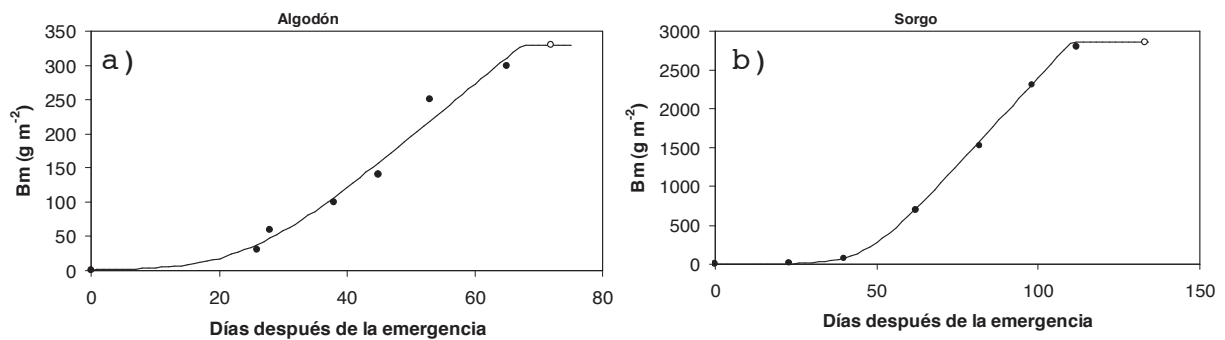 Algodón
a)
Bm (g m-2)
350
300
250
200
150
100
50
0
0 20 40 60 80
Días después de la emergencia
Sorgo
b)
Bm (g m-2)
3000
2500
2000
1500
1000
500
0
0 50 100 150
Días después de la emergencia